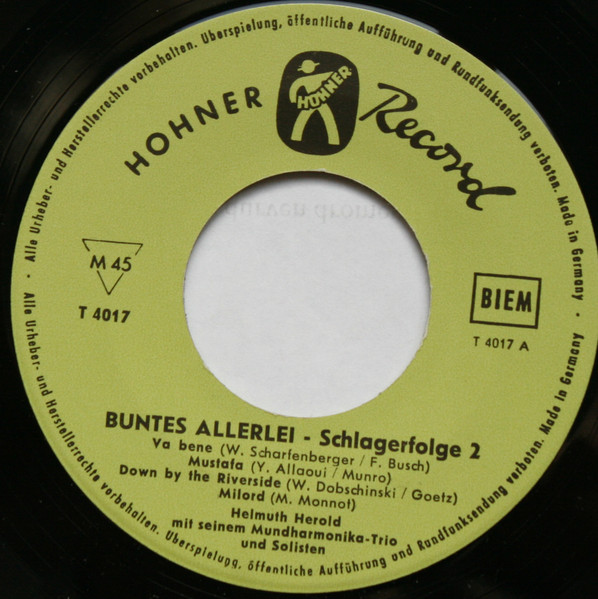 · Alle Urheber- und Herstellerrechte vorbehalten. Überspielung, öffentliche Aufführung und Rundfunksendung verboten. Made in Germany ·
HOHNER
HOHNER
Record
M 45
T 4017
BIEM
T 4017 A
BUNTES ALLERLEI - Schlagerfolge 2
Va bene (W. Scharfenberger / F. Busch)
Mustafa (Y. Allaoui / Munro)
Down by the Riverside (W. Dobschinski / Goetz)
Milord (M. Monnot)
Helmuth Herold
mit seinem Mundharmonika-Trio
und Solisten
Alle Urheber- und Herstellerrechte vorbehalten. Überspielung, öffentliche Aufführung und Rundfunksendung verboten. Made in Germany ·